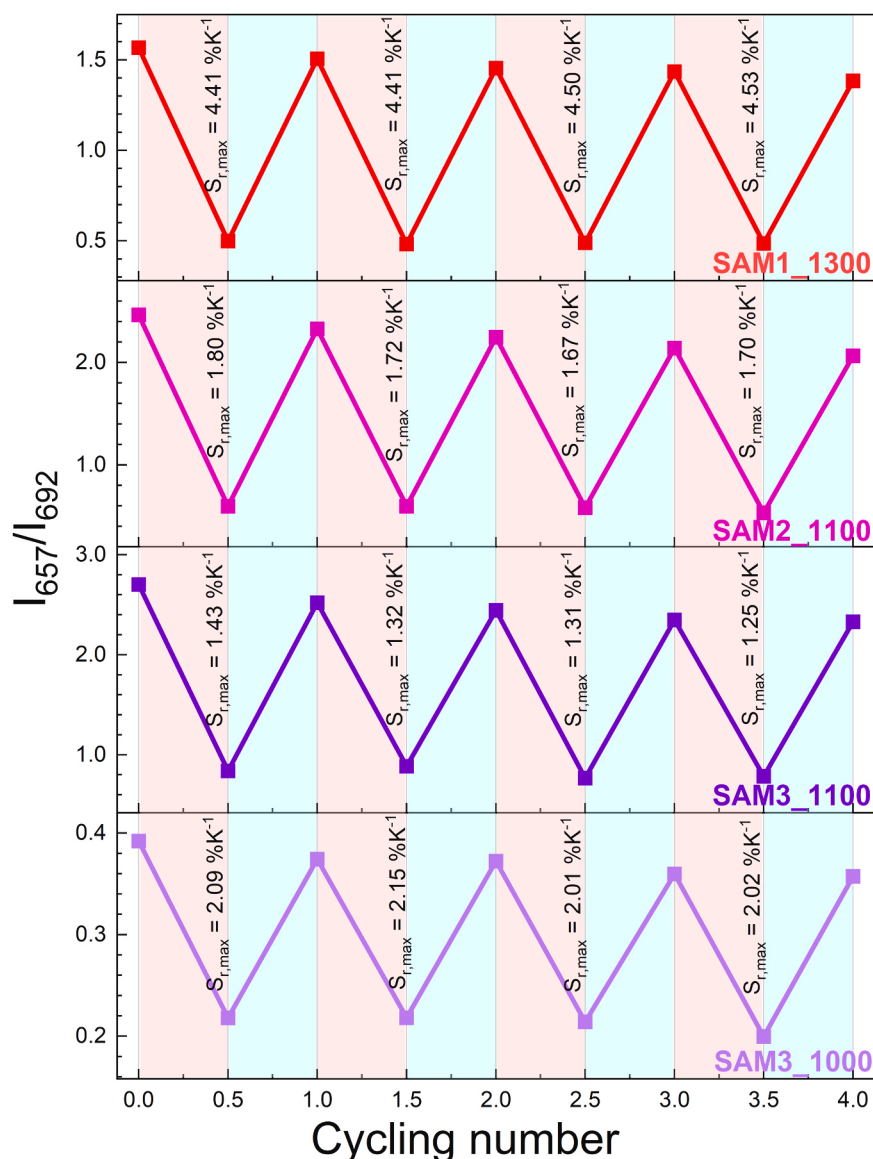 1.5
1.0
0.5
S_r,max = 4.41 %K⁻¹
S_r,max = 4.41 %K⁻¹
S_r,max = 4.50 %K⁻¹
S_r,max = 4.53 %K⁻¹
SAM1_1300
2.0
1.0
S_r,max = 1.80 %K⁻¹
S_r,max = 1.72 %K⁻¹
S_r,max = 1.67 %K⁻¹
S_r,max = 1.70 %K⁻¹
SAM2_1100
I₆₅₇/I₆₉₂
3.0
2.0
1.0
S_r,max = 1.43 %K⁻¹
S_r,max = 1.32 %K⁻¹
S_r,max = 1.31 %K⁻¹
S_r,max = 1.25 %K⁻¹
SAM3_1100
0.4
0.3
0.2
S_r,max = 2.09 %K⁻¹
S_r,max = 2.15 %K⁻¹
S_r,max = 2.01 %K⁻¹
S_r,max = 2.02 %K⁻¹
SAM3_1000
0.0 0.5 1.0 1.5 2.0 2.5 3.0 3.5 4.0
Cycling number